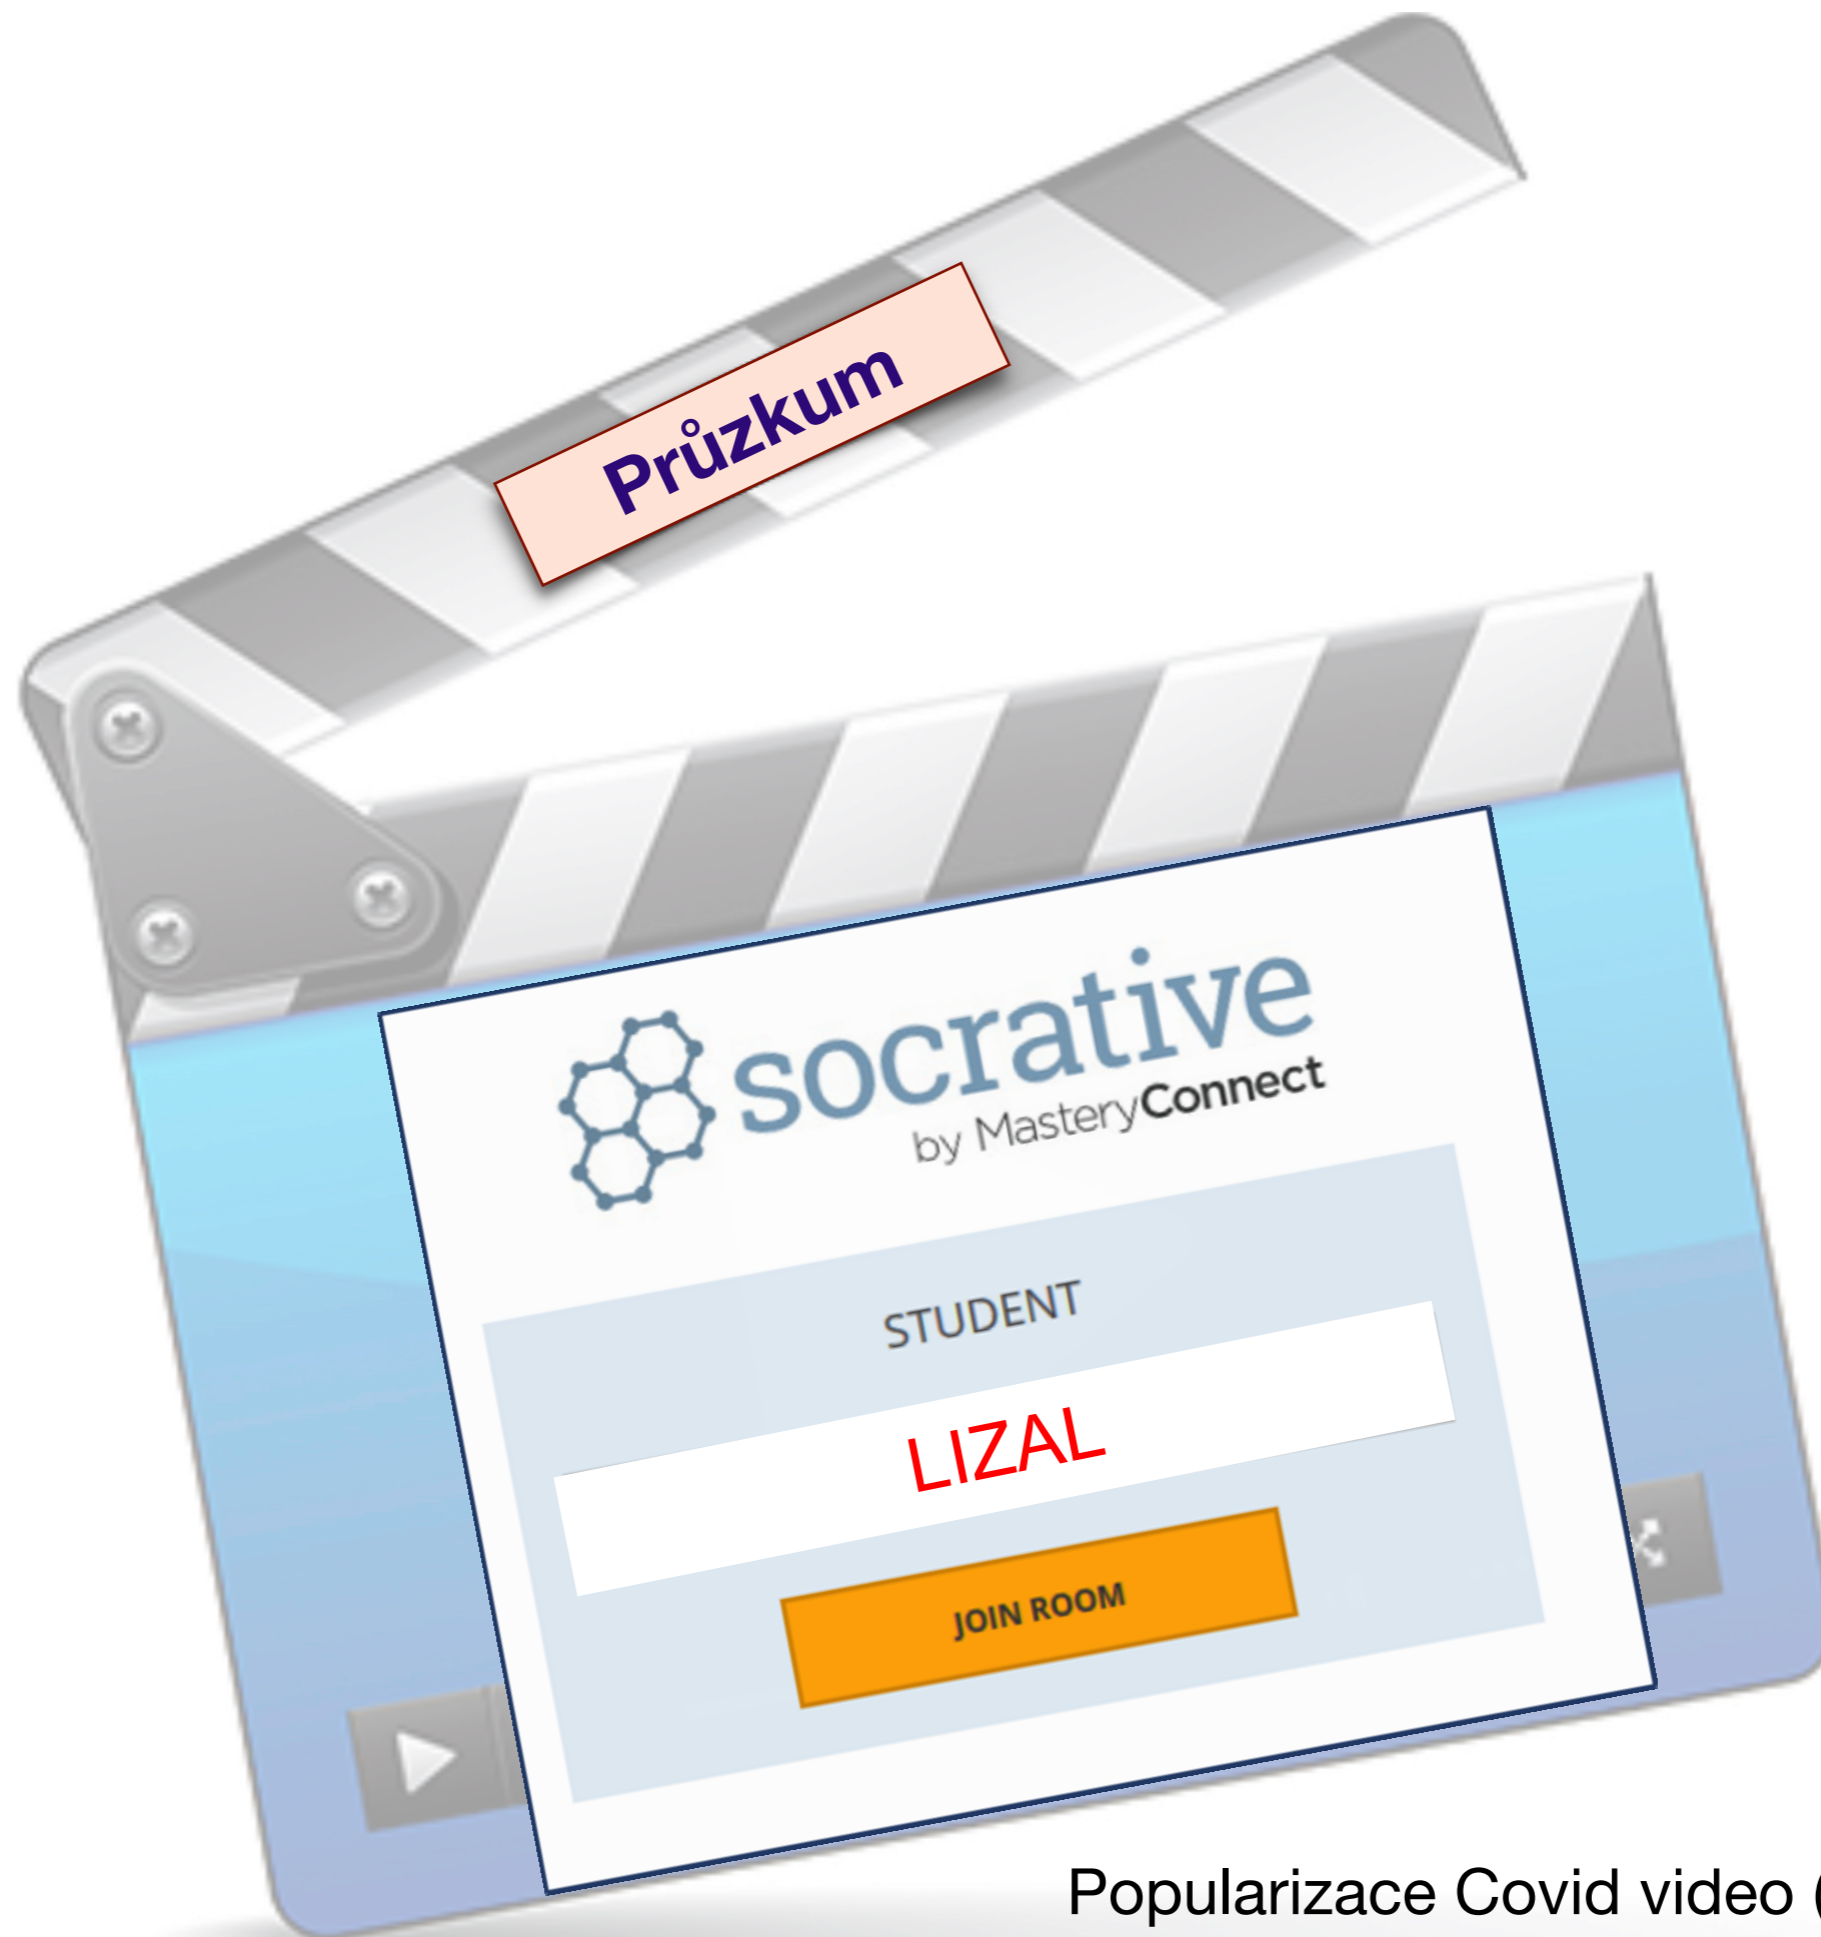 Průzkum
socrative
by MasteryConnect
STUDENT
LIZAL
JOIN ROOM
Popularizace Covid video (